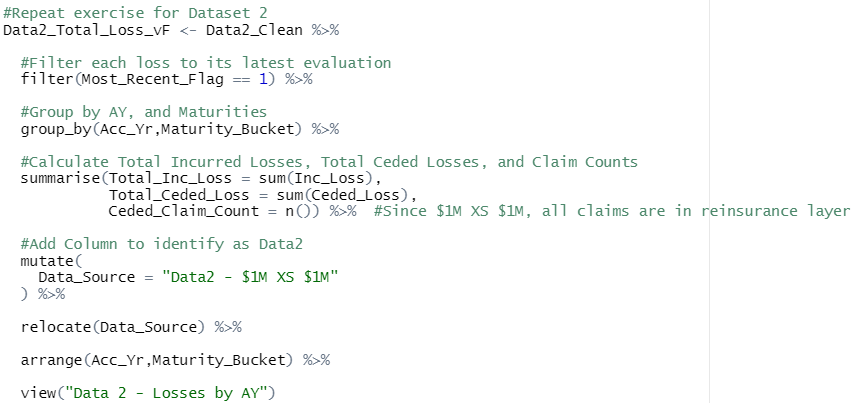 #Repeat exercise for Dataset 2
Data2_Total_Loss_vF <- Data2_Clean %>%
#Filter each loss to its latest evaluation
filter(Most_Recent_Flag == 1) %>%
#Group by AY, and Maturities
group_by(Acc_Yr,Maturity_Bucket) %>%
#Calculate Total Incurred Losses, Total Ceded Losses, and Claim Counts
summarise(Total_Inc_Loss = sum(Inc_Loss),
Total_Ceded_Loss = sum(Ceded_Loss),
Ceded_Claim_Count = n()) %>%  #Since $1M XS $1M, all claims are in reinsurance layer
#Add Column to identify as Data2
mutate(
Data_Source = "Data2 - $1M XS $1M"
) %>%
relocate(Data_Source) %>%
arrange(Acc_Yr,Maturity_Bucket) %>%
view("Data 2 - Losses by AY")